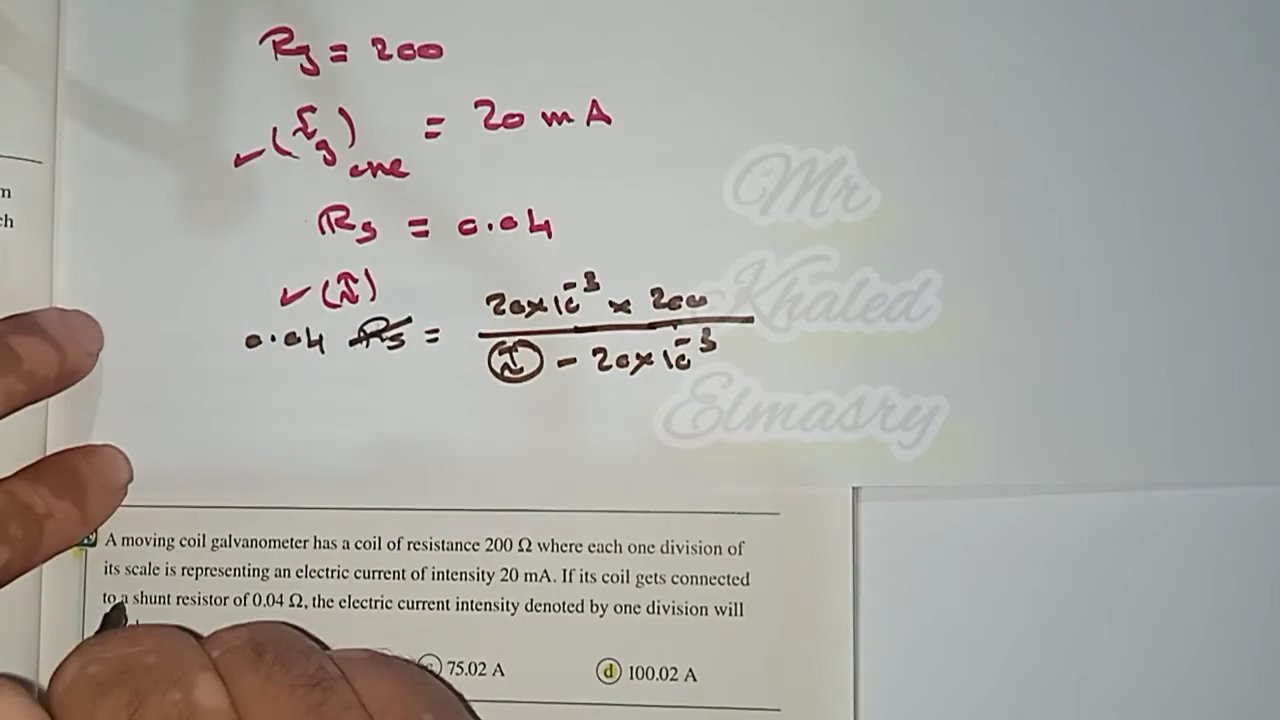 Rg = 200
✓(Ig)one = 20 mA
Rs = 0.04
✓(I)
0.04 Rs = 20×10⁻³ × 200
I - 20×10⁻³
Mr
Khaled
Elmasry
m
ch
A moving coil galvanometer has a coil of resistance 200 Ω where each one division of
its scale is representing an electric current of intensity 20 mA. If its coil gets connected
to a shunt resistor of 0.04 Ω, the electric current intensity denoted by one division will
c 75.02 A d 100.02 A